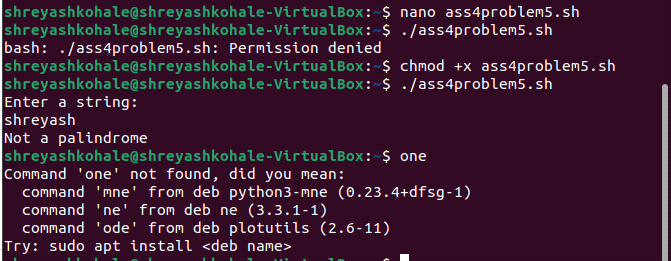 shreyashkohale@shreyashkohale-VirtualBox:~$ nano ass4problem5.sh
shreyashkohale@shreyashkohale-VirtualBox:~$ ./ass4problem5.sh
bash: ./ass4problem5.sh: Permission denied
shreyashkohale@shreyashkohale-VirtualBox:~$ chmod +x ass4problem5.sh
shreyashkohale@shreyashkohale-VirtualBox:~$ ./ass4problem5.sh
Enter a string:
shreyash
Not a palindrome
shreyashkohale@shreyashkohale-VirtualBox:~$ one
Command 'one' not found, did you mean:
  command 'mne' from deb python3-mne (0.23.4+dfsg-1)
  command 'ne' from deb ne (3.3.1-1)
  command 'ode' from deb plotutils (2.6-11)
Try: sudo apt install <deb name>
shreyashkohale@shreyashkohale-VirtualBox:~$